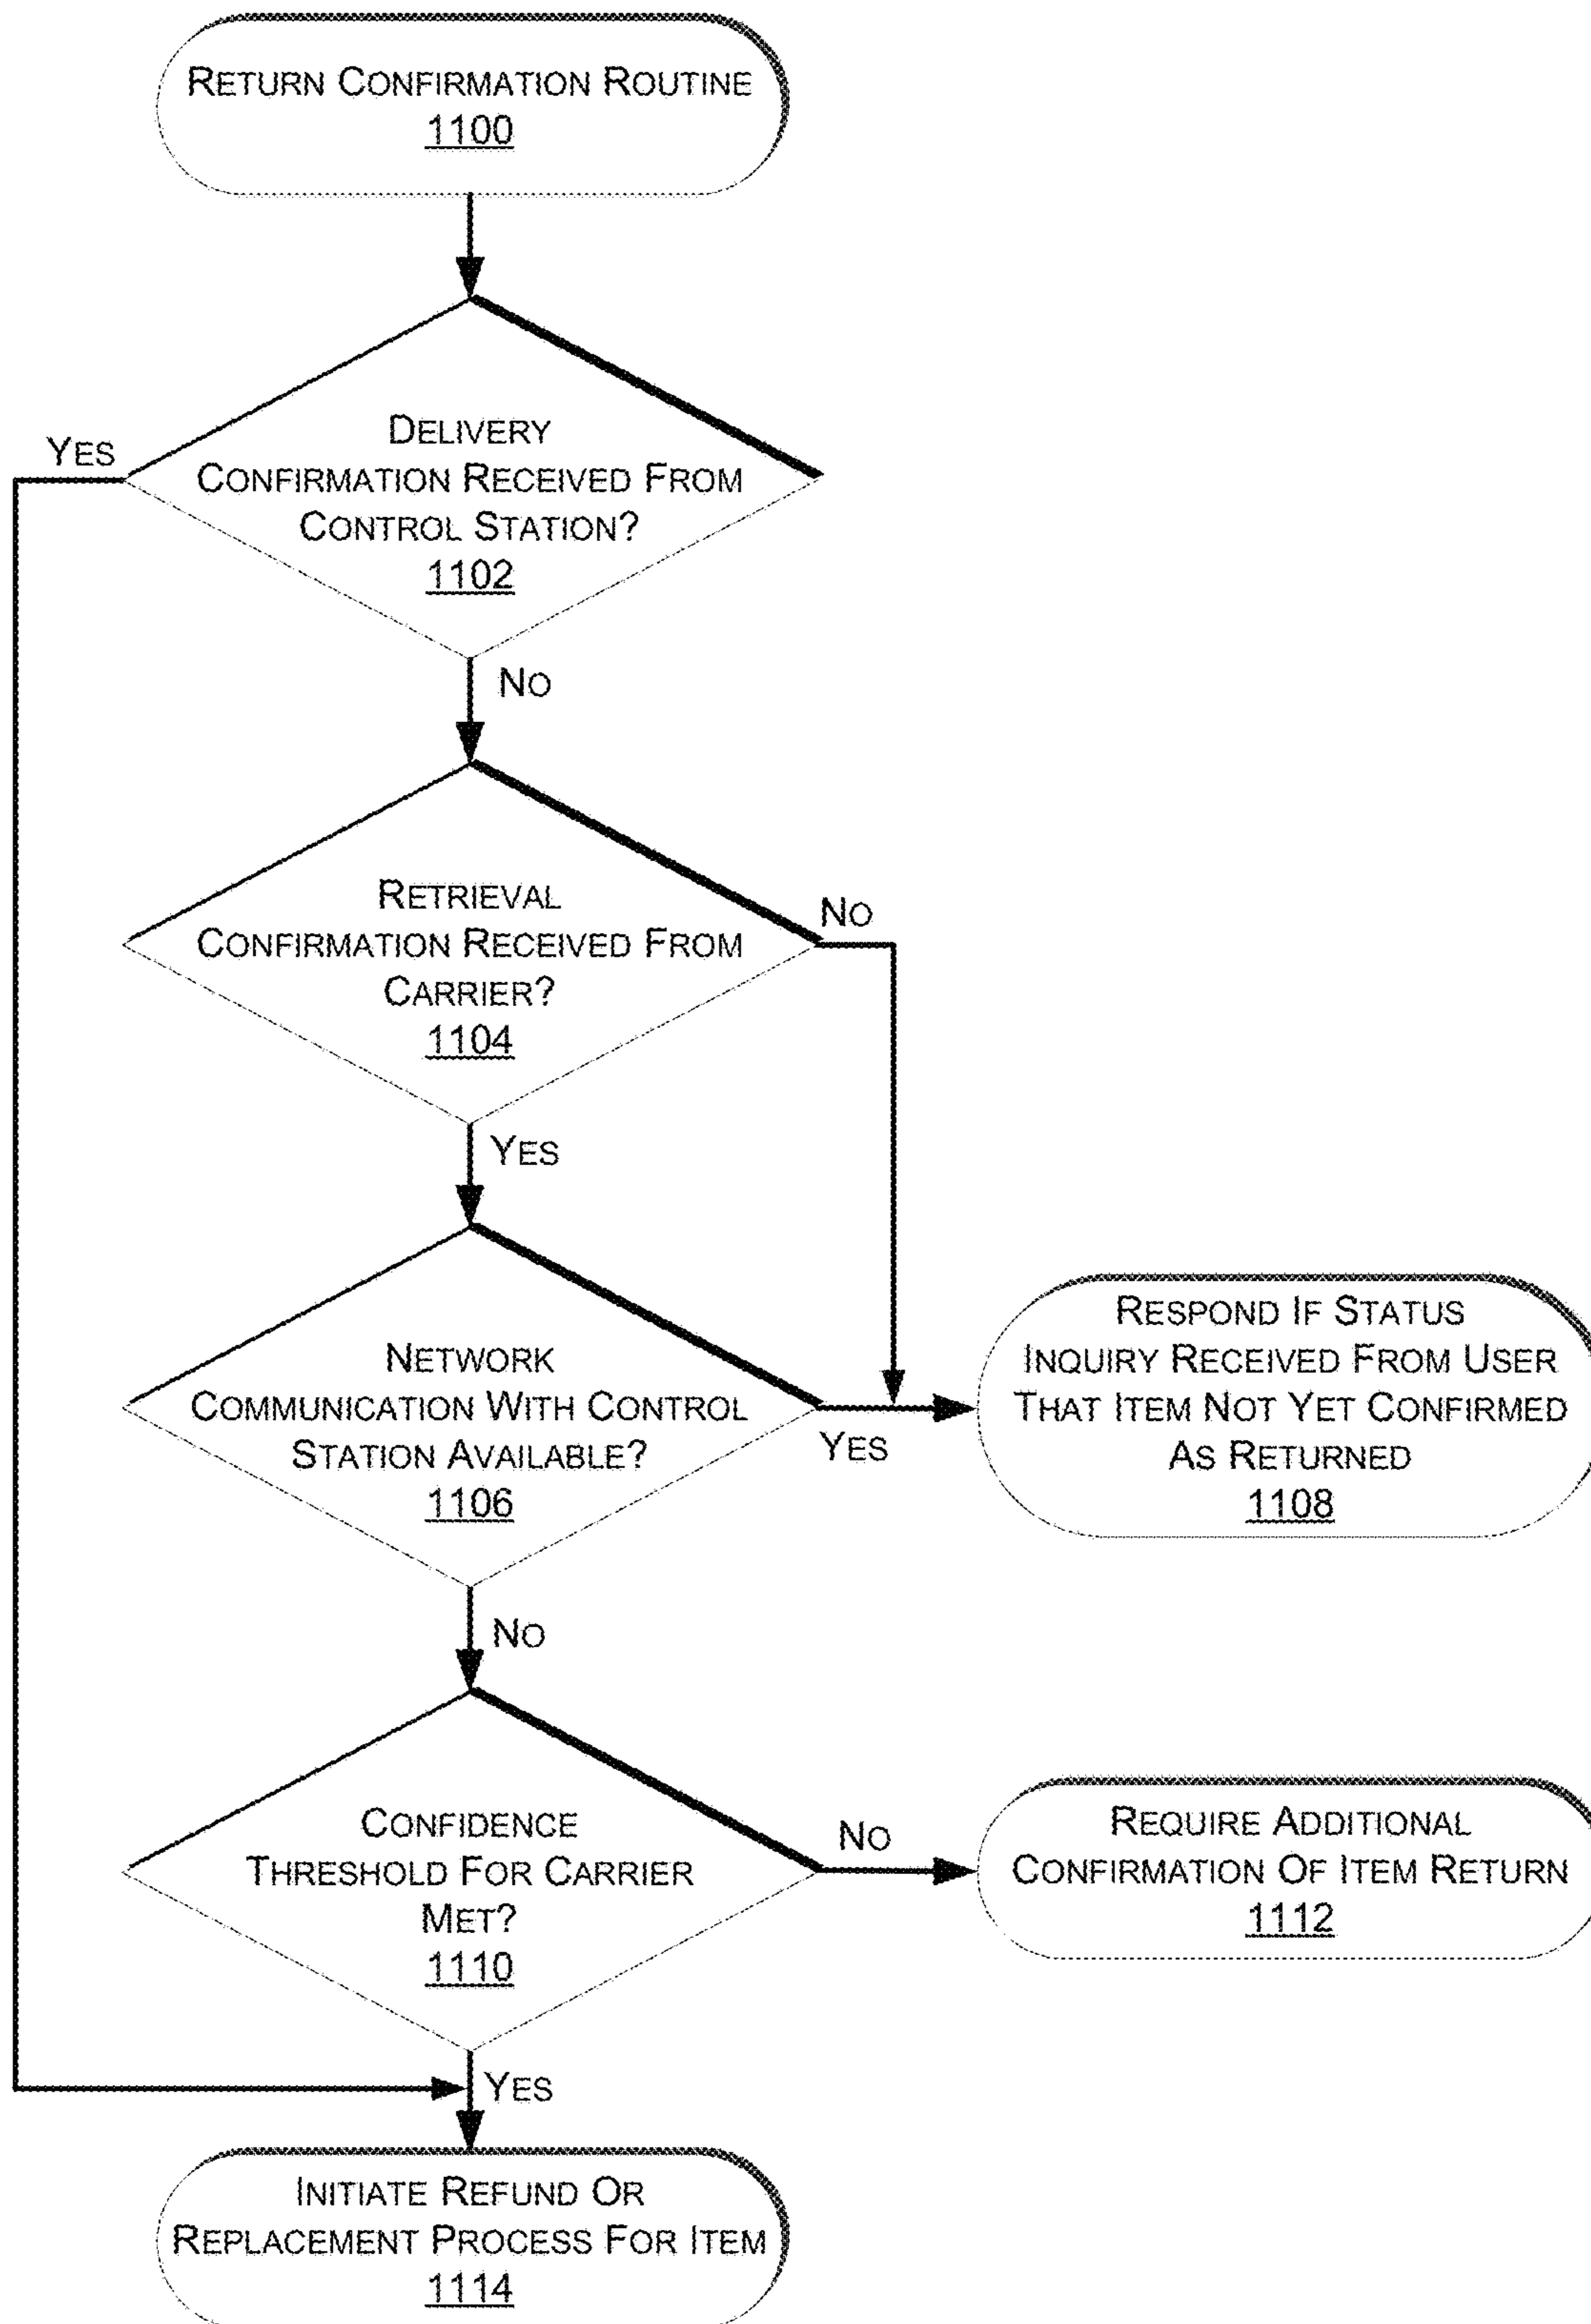 RETURN CONFIRMATION ROUTINE
1100
DELIVERY
CONFIRMATION RECEIVED FROM
CONTROL STATION?
1102
YES
NO
RETRIEVAL
CONFIRMATION RECEIVED FROM
CARRIER?
1104
NO
YES
NETWORK
COMMUNICATION WITH CONTROL
STATION AVAILABLE?
1106
YES
RESPOND IF STATUS
INQUIRY RECEIVED FROM USER
THAT ITEM NOT YET CONFIRMED
AS RETURNED
1108
NO
CONFIDENCE
THRESHOLD FOR CARRIER
MET?
1110
NO
REQUIRE ADDITIONAL
CONFIRMATION OF ITEM RETURN
1112
YES
INITIATE REFUND OR
REPLACEMENT PROCESS FOR ITEM
1114